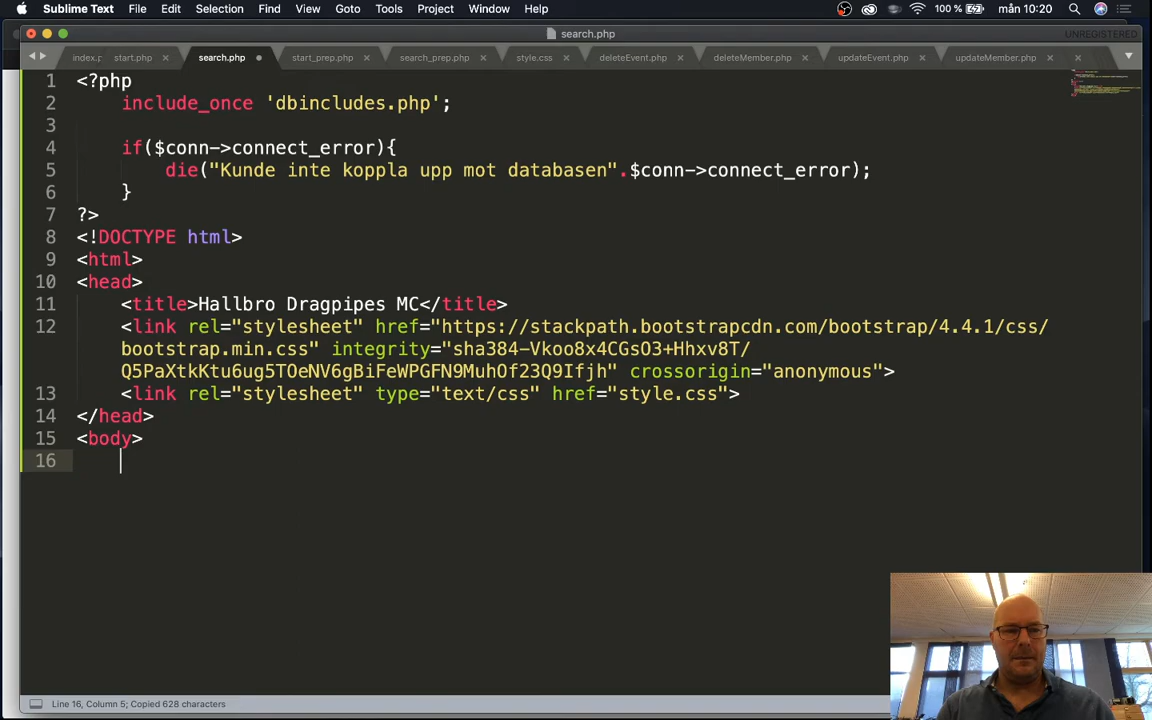 Sublime Text File Edit Selection Find View Goto Tools Project Window Help 100 % mån 10:20
search.php UNREGISTERED
index.p start.php search.php start_prep.php search_prep.php style.css deleteEvent.php deleteMember.php updateEvent.php updateMember.php
1 <?php
2 include_once 'dbincludes.php';
3
4 if($conn->connect_error){
5 die("Kunde inte koppla upp mot databasen".$conn->connect_error);
6 }
7 ?>
8 <!DOCTYPE html>
9 <html>
10 <head>
11 <title>Hallbro Dragpipes MC</title>
12 <link rel="stylesheet" href="https://stackpath.bootstrapcdn.com/bootstrap/4.4.1/css/
bootstrap.min.css" integrity="sha384-Vkoo8x4CGsO3+Hhxv8T/
Q5PaXtkKtu6ug5TOeNV6gBiFeWPGFN9MuhOf23Q9Ifjh" crossorigin="anonymous">
13 <link rel="stylesheet" type="text/css" href="style.css">
14 </head>
15 <body>
16
Line 16, Column 5; Copied 628 characters